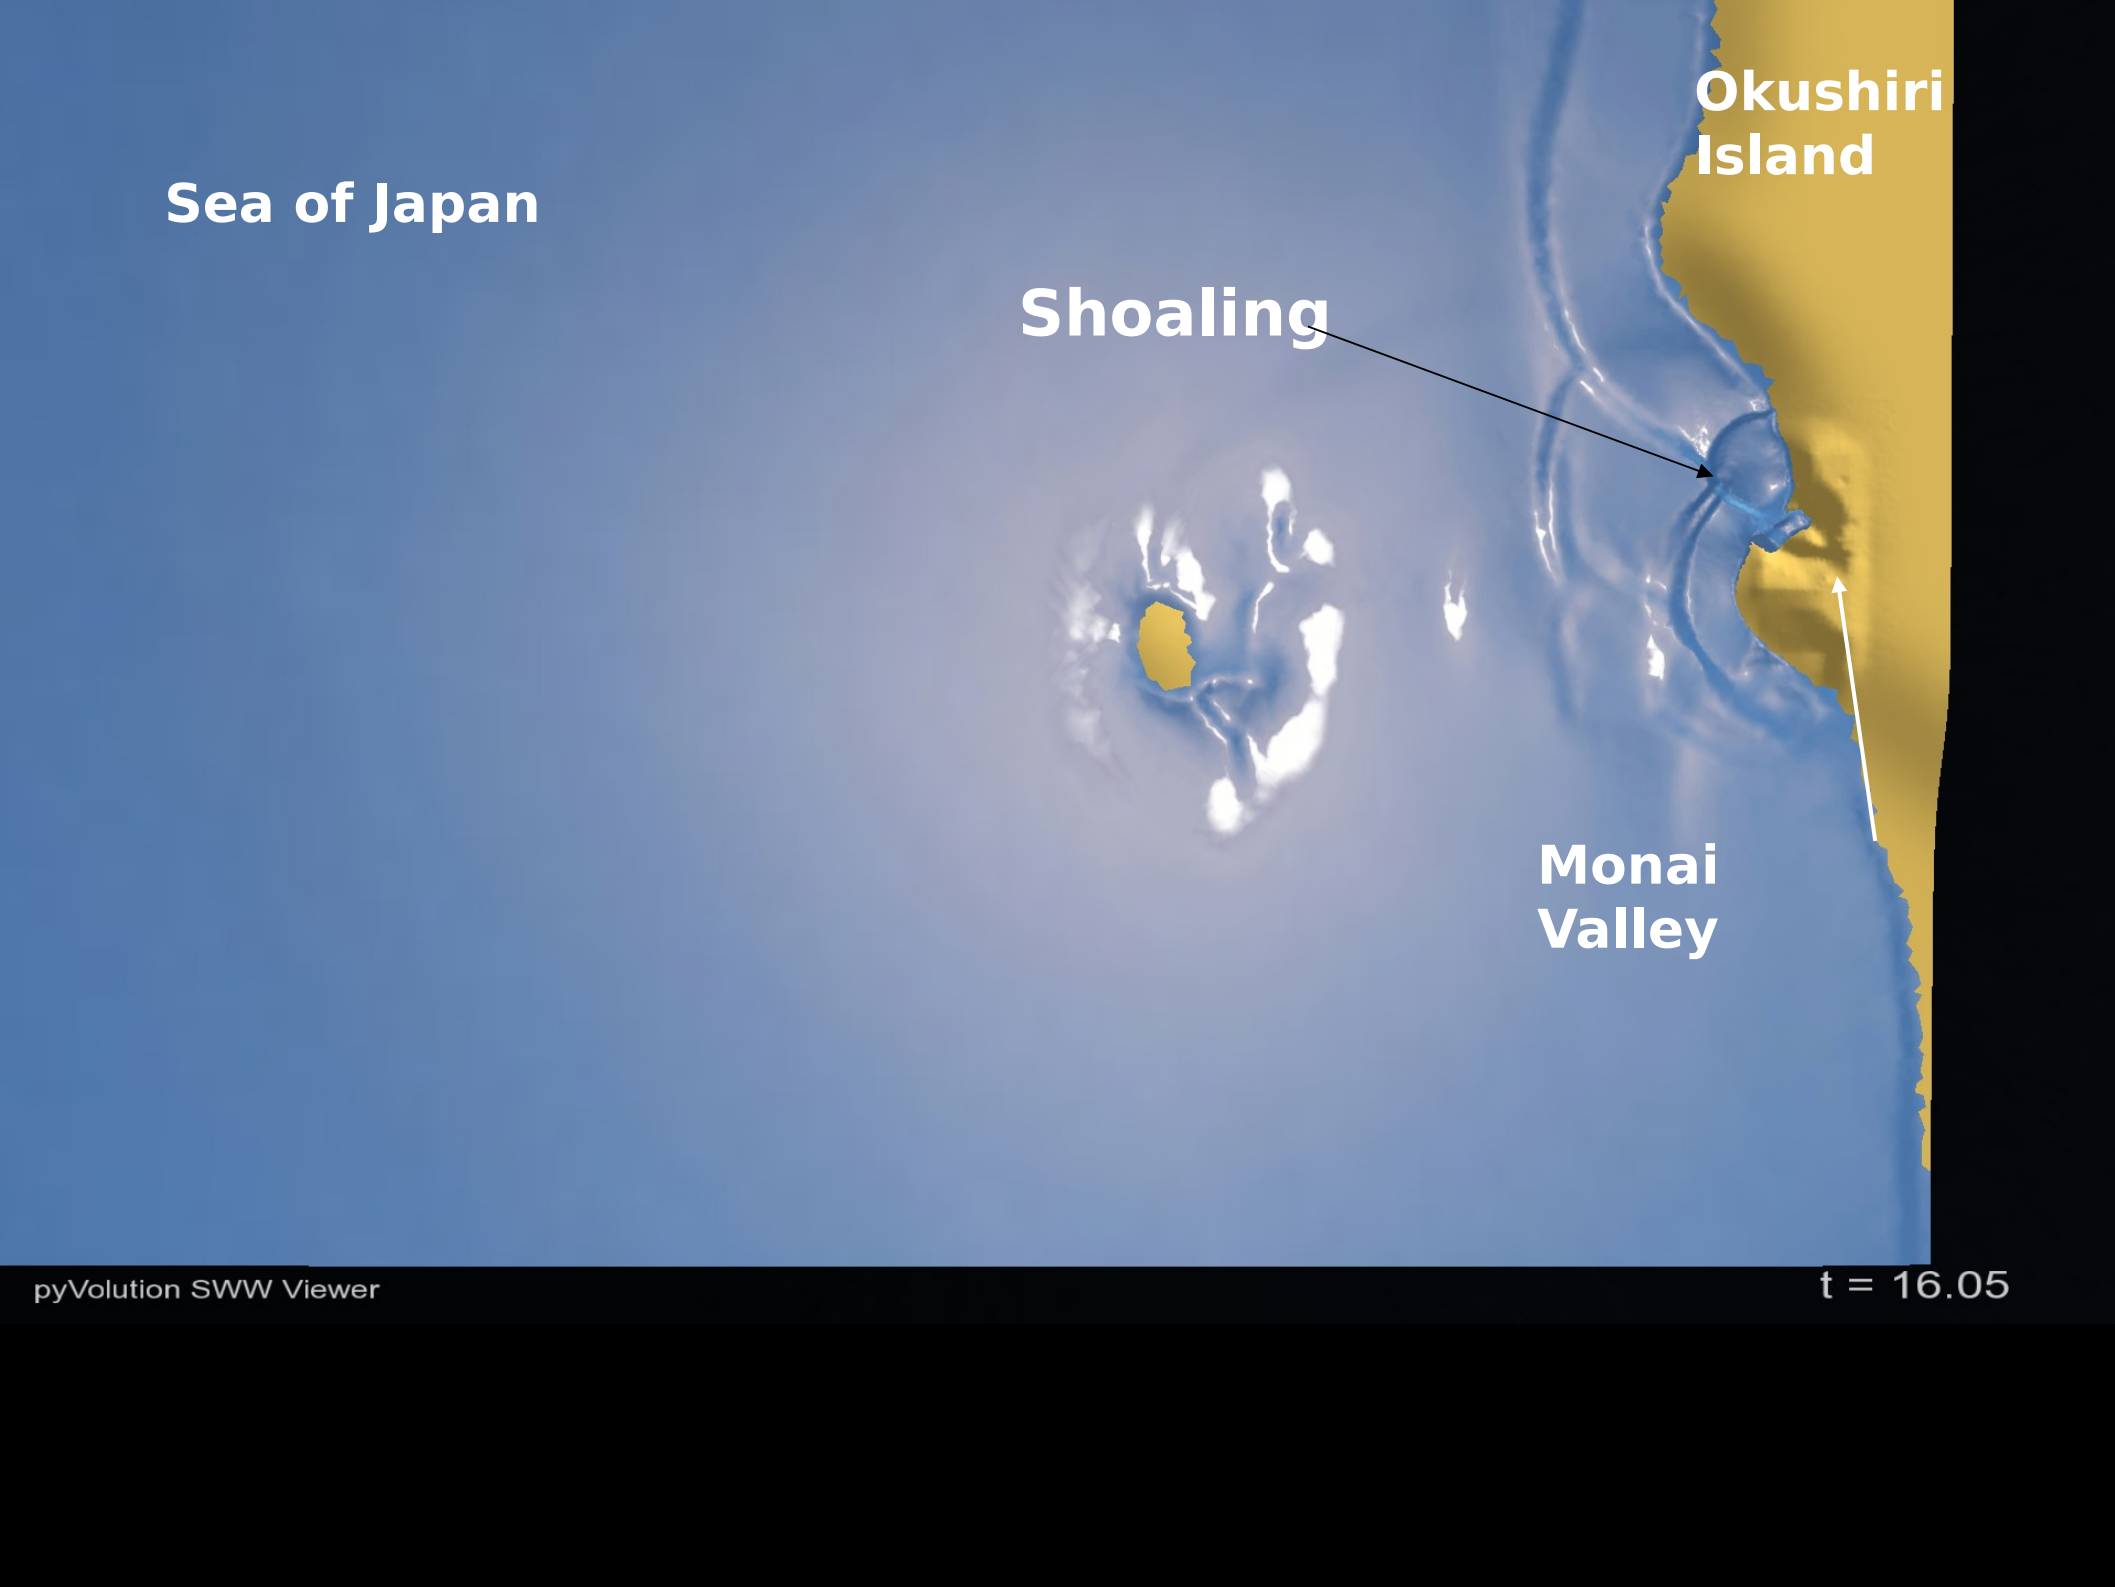 Okushiri
Island
Sea of Japan
Shoaling
Monai
Valley
pyVolution SWW Viewer
t = 16.05